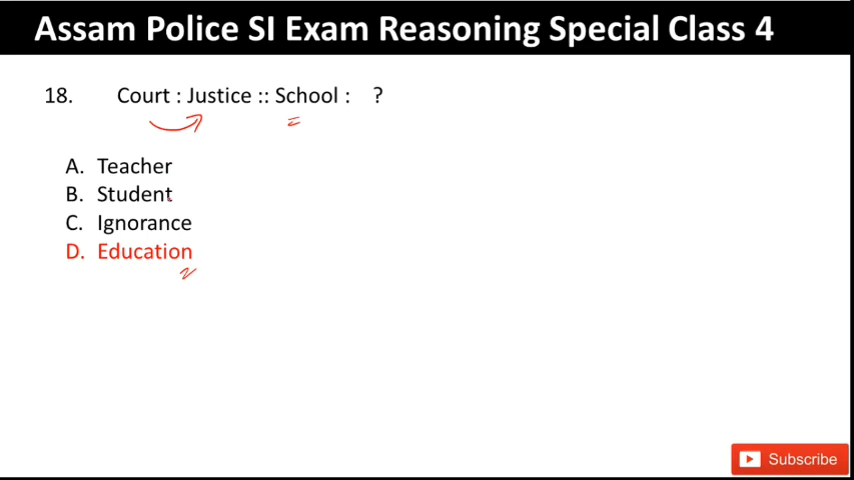 Assam Police SI Exam Reasoning Special Class 4
18. Court : Justice :: School : ?
A. Teacher
B. Student
C. Ignorance
D. Education
Subscribe